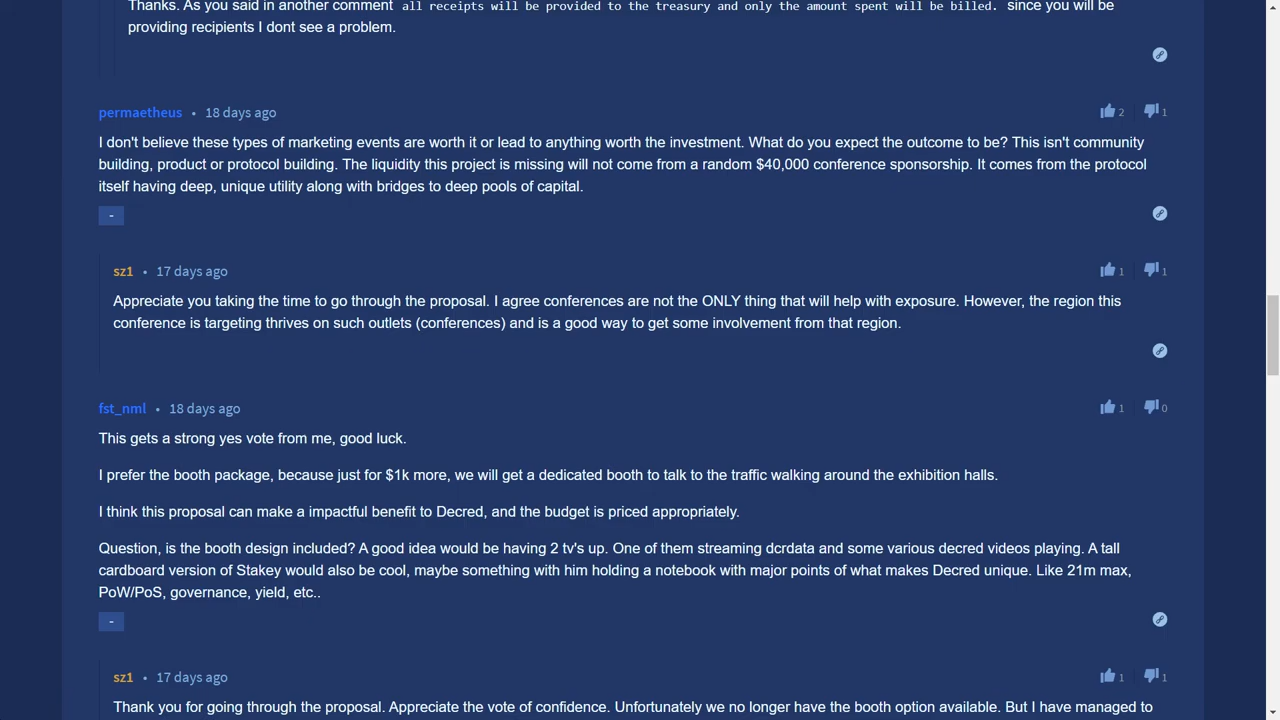 Thanks. As you said in another comment all receipts will be provided to the treasury and only the amount spent will be billed. since you will be
providing recipients I dont see a problem.
permaetheus • 18 days ago 2 1
I don't believe these types of marketing events are worth it or lead to anything worth the investment. What do you expect the outcome to be? This isn't community
building, product or protocol building. The liquidity this project is missing will not come from a random $40,000 conference sponsorship. It comes from the protocol
itself having deep, unique utility along with bridges to deep pools of capital.
-
sz1 • 17 days ago 1 1
Appreciate you taking the time to go through the proposal. I agree conferences are not the ONLY thing that will help with exposure. However, the region this
conference is targeting thrives on such outlets (conferences) and is a good way to get some involvement from that region.
fst_nml • 18 days ago 1 0
This gets a strong yes vote from me, good luck.
I prefer the booth package, because just for $1k more, we will get a dedicated booth to talk to the traffic walking around the exhibition halls.
I think this proposal can make a impactful benefit to Decred, and the budget is priced appropriately.
Question, is the booth design included? A good idea would be having 2 tv's up. One of them streaming dcrdata and some various decred videos playing. A tall
cardboard version of Stakey would also be cool, maybe something with him holding a notebook with major points of what makes Decred unique. Like 21m max,
PoW/PoS, governance, yield, etc..
-
sz1 • 17 days ago 1 1
Thank you for going through the proposal. Appreciate the vote of confidence. Unfortunately we no longer have the booth option available. But I have managed to